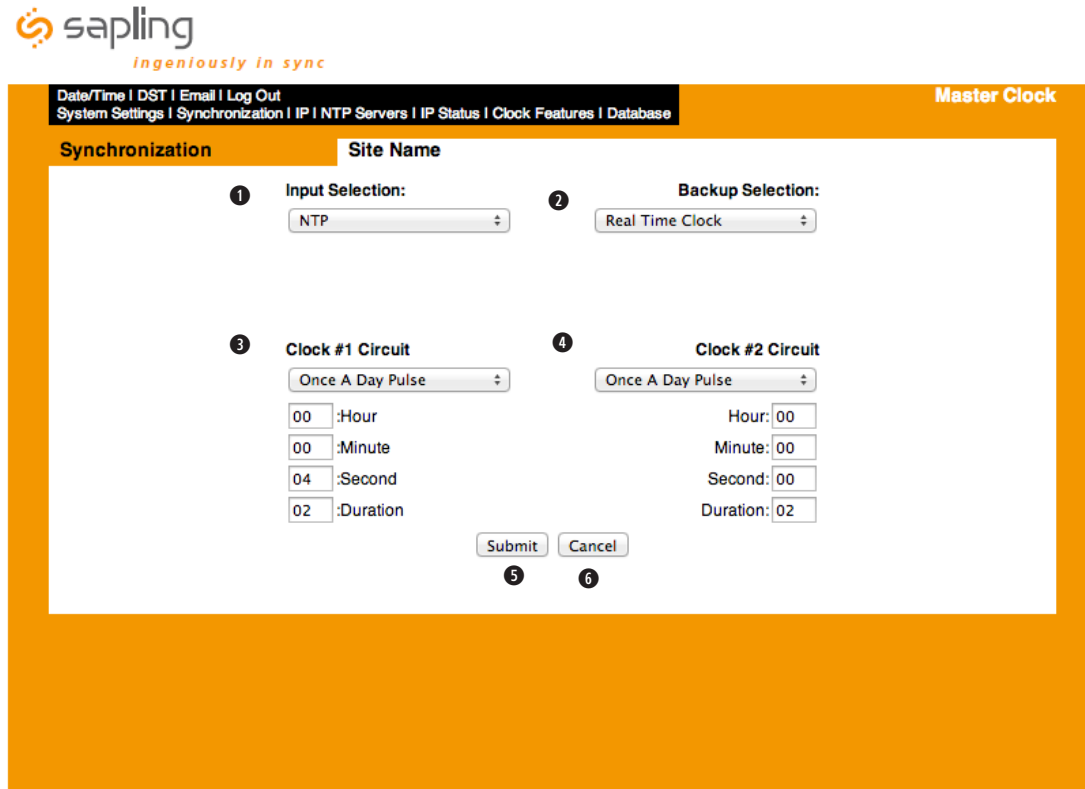 sapling
ingeniously in sync
Date/Time I DST I Email I Log Out
System Settings I Synchronization I IP I NTP Servers I IP Status I Clock Features I Database
Master Clock
Synchronization
Site Name
1 Input Selection:
2 Backup Selection:
NTP
Real Time Clock
3 Clock #1 Circuit
4 Clock #2 Circuit
Once A Day Pulse
Once A Day Pulse
00 :Hour
Hour: 00
00 :Minute
Minute: 00
04 :Second
Second: 00
02 :Duration
Duration: 02
Submit Cancel
5 6